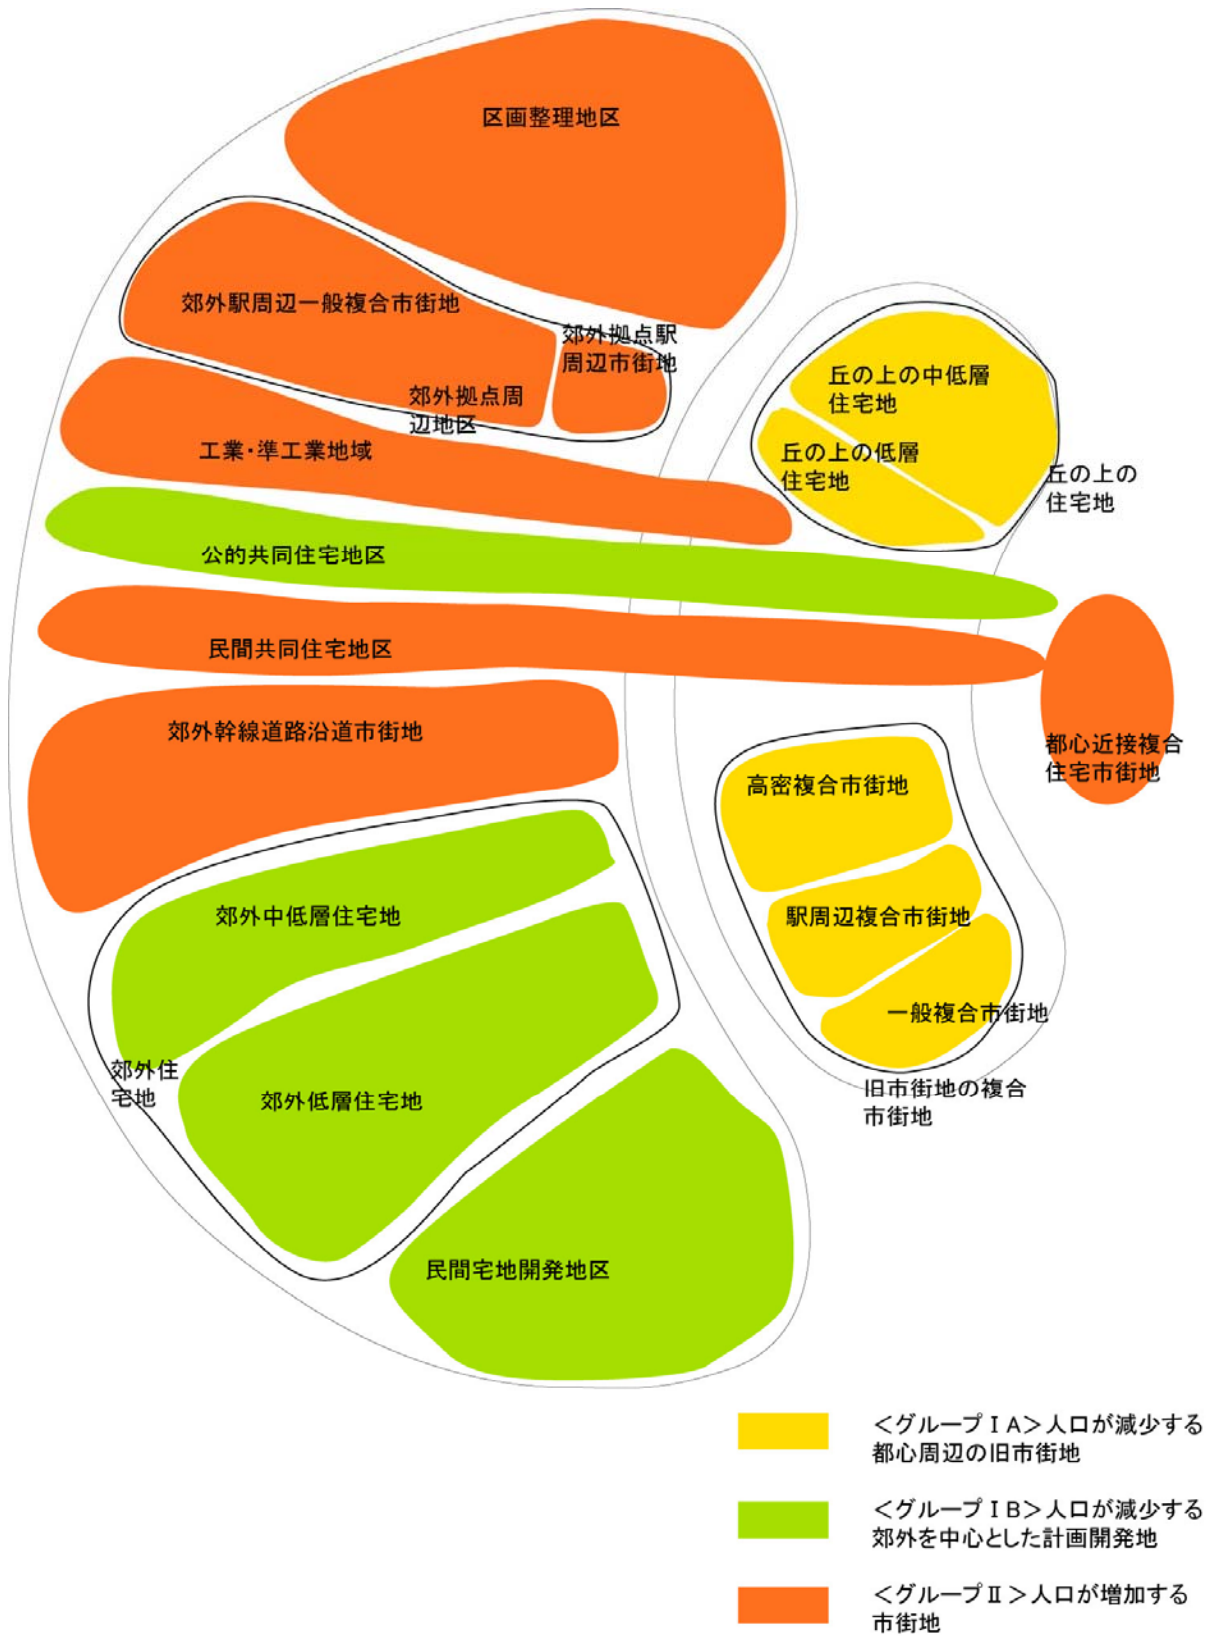 区画整理地区
郊外駅周辺一般複合市街地
郊外拠点駅
周辺市街地
郊外拠点周
辺地区
丘の上の中低層
住宅地
丘の上の低層
住宅地
丘の上の
住宅地
工業・準工業地域
公的共同住宅地区
民間共同住宅地区
郊外幹線道路沿道市街地
都心近接複合
住宅市街地
高密複合市街地
駅周辺複合市街地
一般複合市街地
旧市街地の複合
市街地
郊外中低層住宅地
郊外住
宅地
郊外低層住宅地
民間宅地開発地区
＜グループⅠA＞人口が減少する
都心周辺の旧市街地
＜グループⅠB＞人口が減少する
郊外を中心とした計画開発地
＜グループⅡ＞人口が増加する
市街地